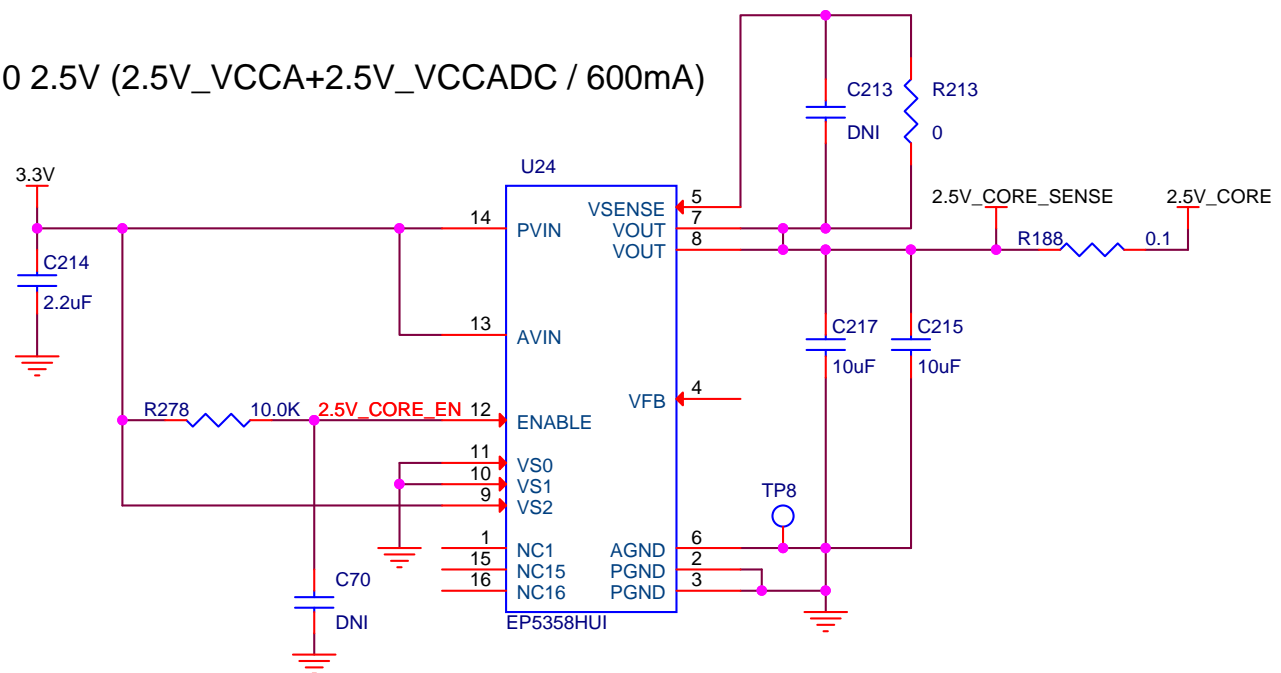 0 2.5V (2.5V_VCCA+2.5V_VCCADC / 600mA)
C213
R213
DNI
0
U24
3.3V
C214
2.2uF
14
PVIN
13
AVIN
R278
10.0K
2.5V_CORE_EN
12
ENABLE
11
VS0
10
VS1
9
VS2
1
NC1
15
NC15
16
NC16
C70
DNI
VSENSE
5
VOUT
7
VOUT
8
VFB
4
AGND
6
PGND
2
PGND
3
EP5358HUI
2.5V_CORE_SENSE
2.5V_CORE
R188
0.1
C217
10uF
C215
10uF
TP8